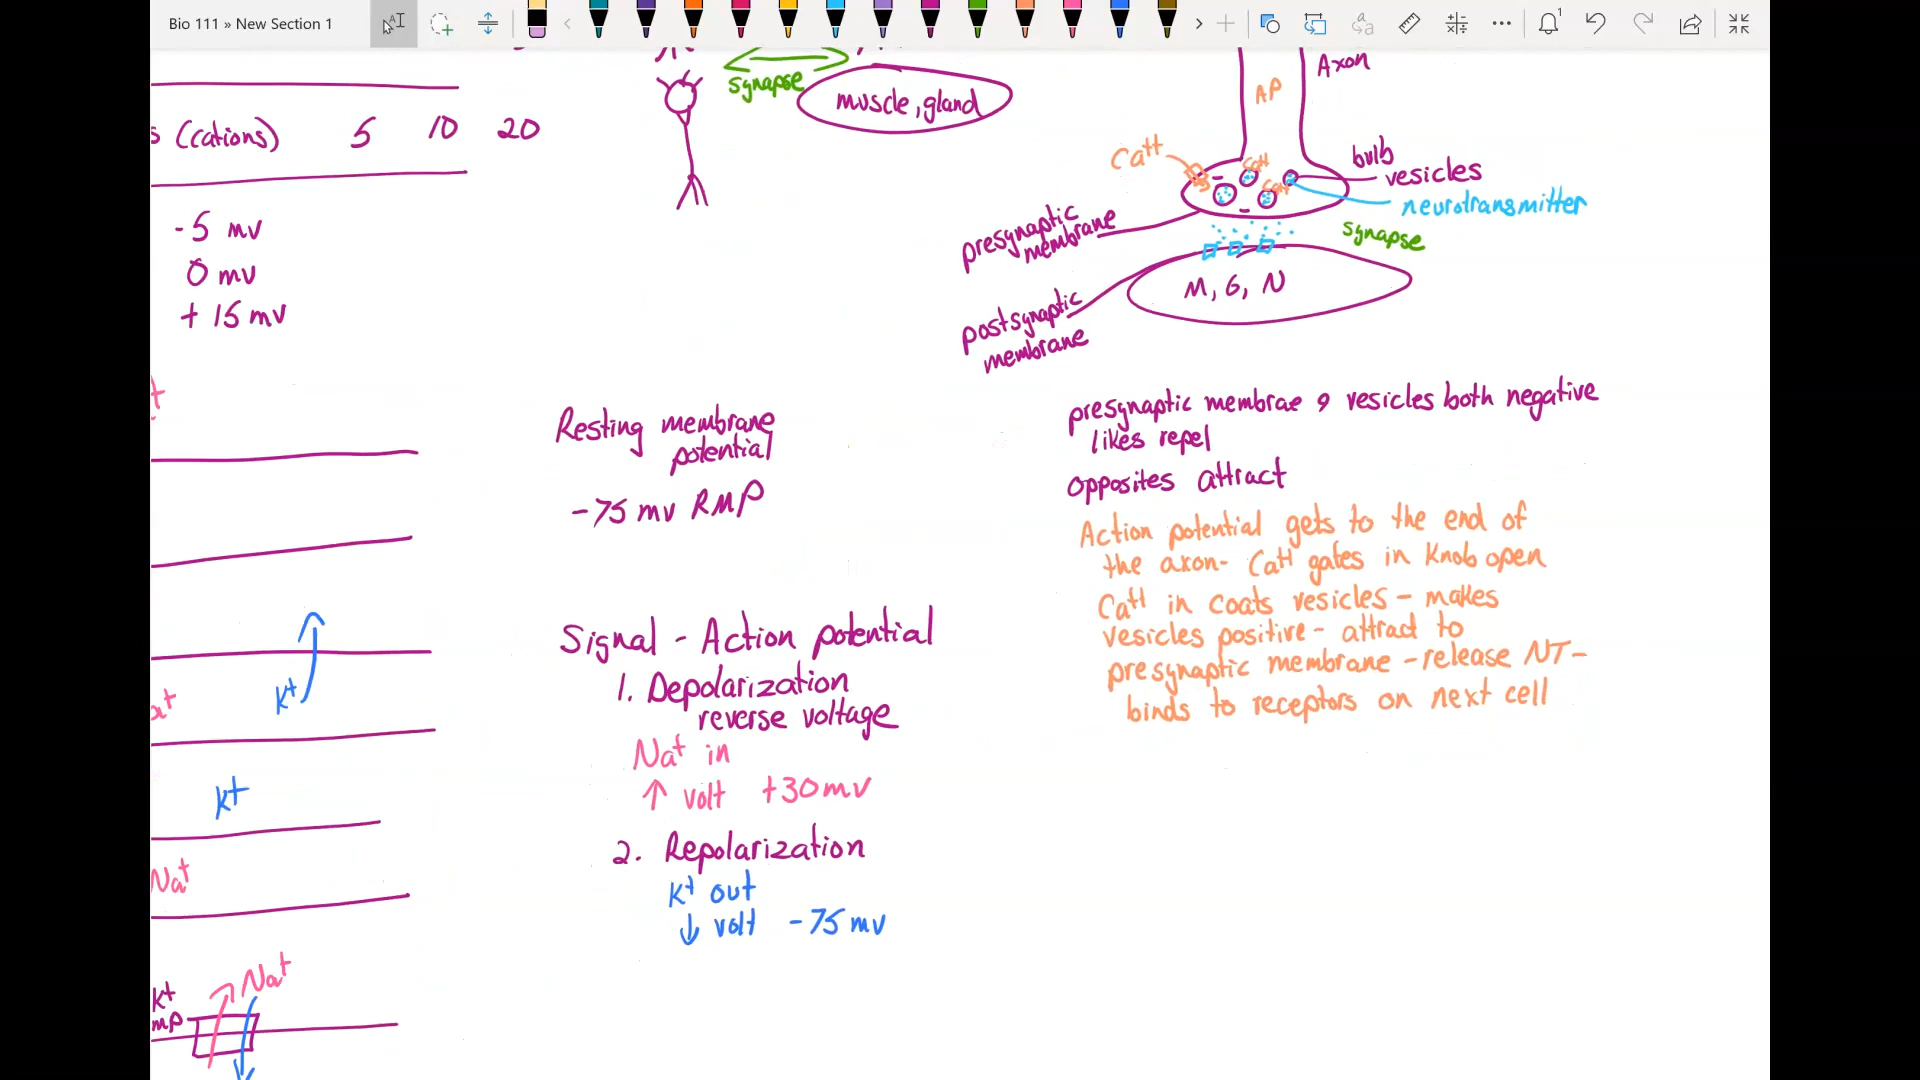 Bio 111 » New Section 1
s (cations) 5 10 20
- 5 mv
0 mv
+ 15 mv
K+
K+
Na+
K+
mp
Na+
synapse
muscle, gland
Resting membrane
potential
-75 mv RMP
Signal - Action potential
1. Depolarization
reverse voltage
Na+ in
↑ volt +30mv
2. Repolarization
K+ out
↓ volt -75 mv
Axon
AP
Ca++
bulb
vesicles
neurotransmitter
synapse
presynaptic
membrane
M, G, N
postsynaptic
membrane
presynaptic membrae & vesicles both negative
likes repel
opposites attract
Action potential gets to the end of
the axon- Ca++ gates in knob open
Ca++ in coats vesicles - makes
vesicles positive - attract to
presynaptic membrane - release NT-
binds to receptors on next cell